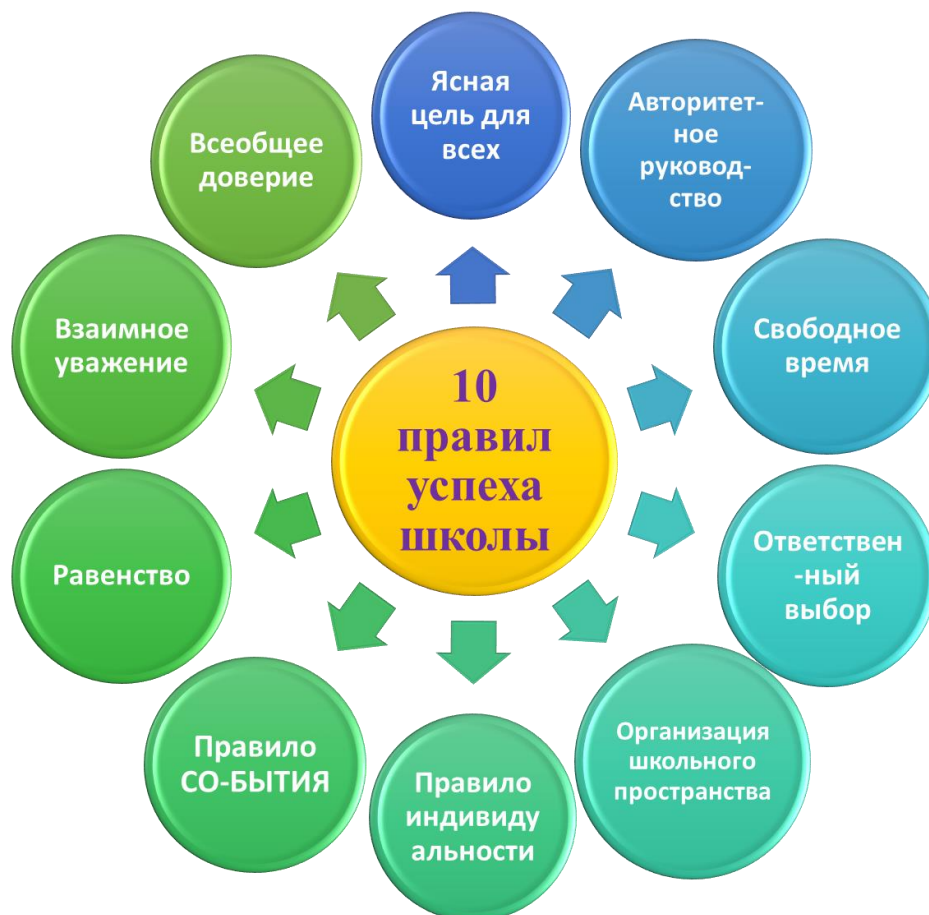 10
правил
успеха
школы
Ясная
цель для
всех
Авторитет-
ное
руковод-
ство
Свободное
время
Ответствен
-ный
выбор
Организация
школьного
пространства
Правило
индивиду
альности
Правило
СО-БЫТИЯ
Равенство
Взаимное
уважение
Всеобщее
доверие